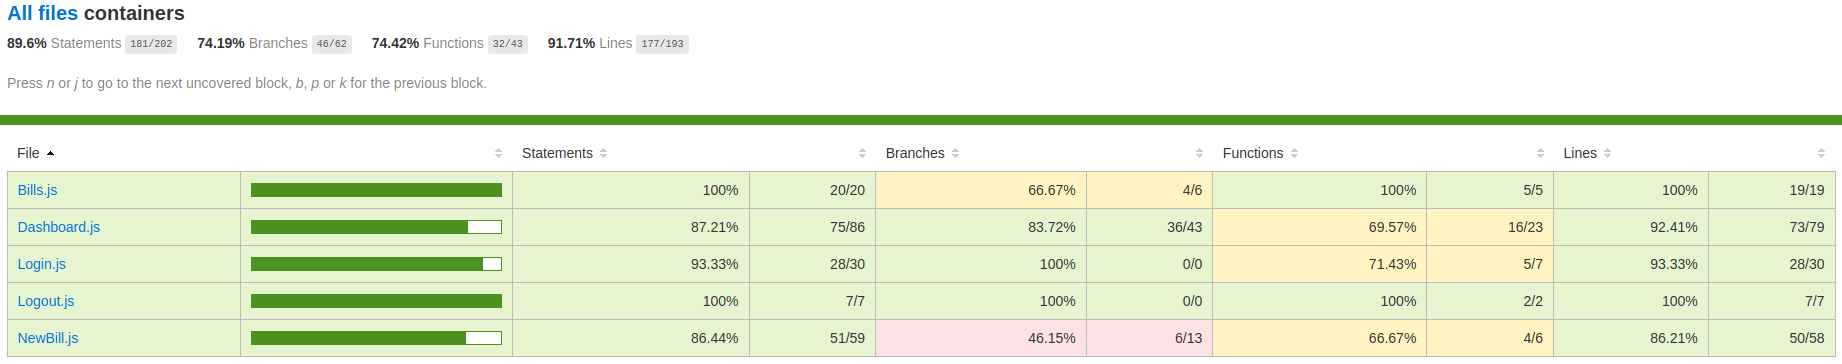 All files containers
89.6% Statements 181/202 74.19% Branches 46/62 74.42% Functions 32/43 91.71% Lines 177/193
Press n or j to go to the next uncovered block, b, p or k for the previous block.
File Statements Branches Functions Lines
Bills.js 100% 20/20 66.67% 4/6 100% 5/5 100% 19/19
Dashboard.js 87.21% 75/86 83.72% 36/43 69.57% 16/23 92.41% 73/79
Login.js 93.33% 28/30 100% 0/0 71.43% 5/7 93.33% 28/30
Logout.js 100% 7/7 100% 0/0 100% 2/2 100% 7/7
NewBill.js 86.44% 51/59 46.15% 6/13 66.67% 4/6 86.21% 50/58